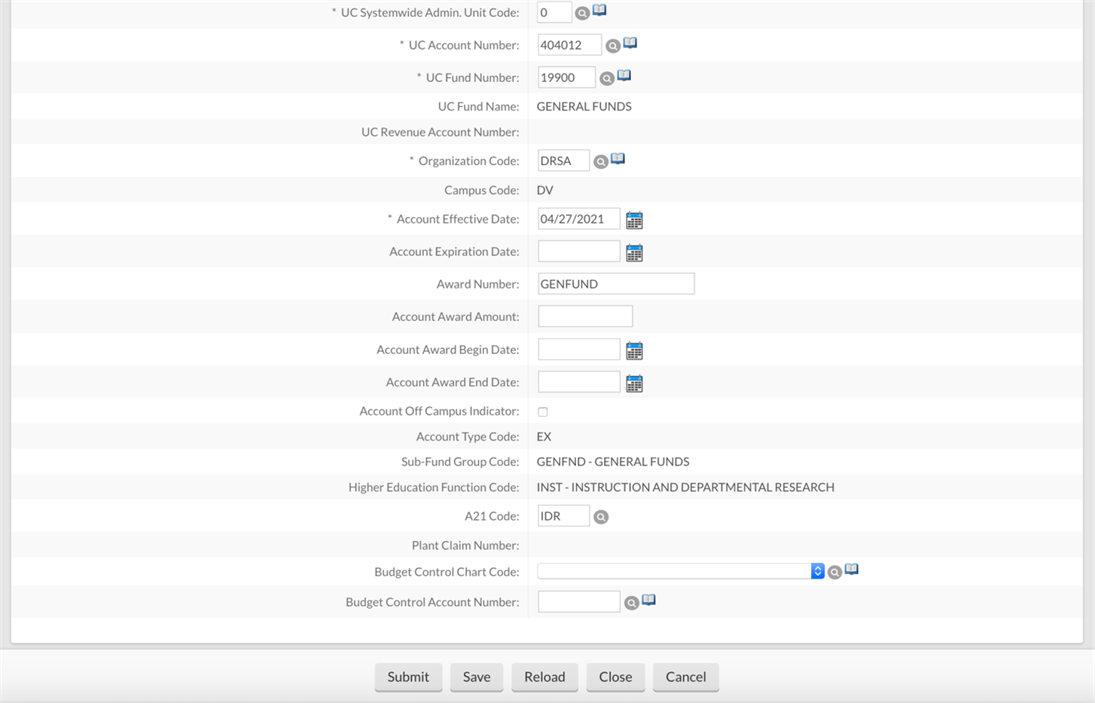 * UC Systemwide Admin. Unit Code: 0
* UC Account Number: 404012
* UC Fund Number: 19900
UC Fund Name: GENERAL FUNDS
UC Revenue Account Number:
* Organization Code: DRSA
Campus Code: DV
* Account Effective Date: 04/27/2021
Account Expiration Date:
Award Number: GENFUND
Account Award Amount:
Account Award Begin Date:
Account Award End Date:
Account Off Campus Indicator:
Account Type Code: EX
Sub-Fund Group Code: GENFND - GENERAL FUNDS
Higher Education Function Code: INST - INSTRUCTION AND DEPARTMENTAL RESEARCH
A21 Code: IDR
Plant Claim Number:
Budget Control Chart Code:
Budget Control Account Number:
Submit Save Reload Close Cancel